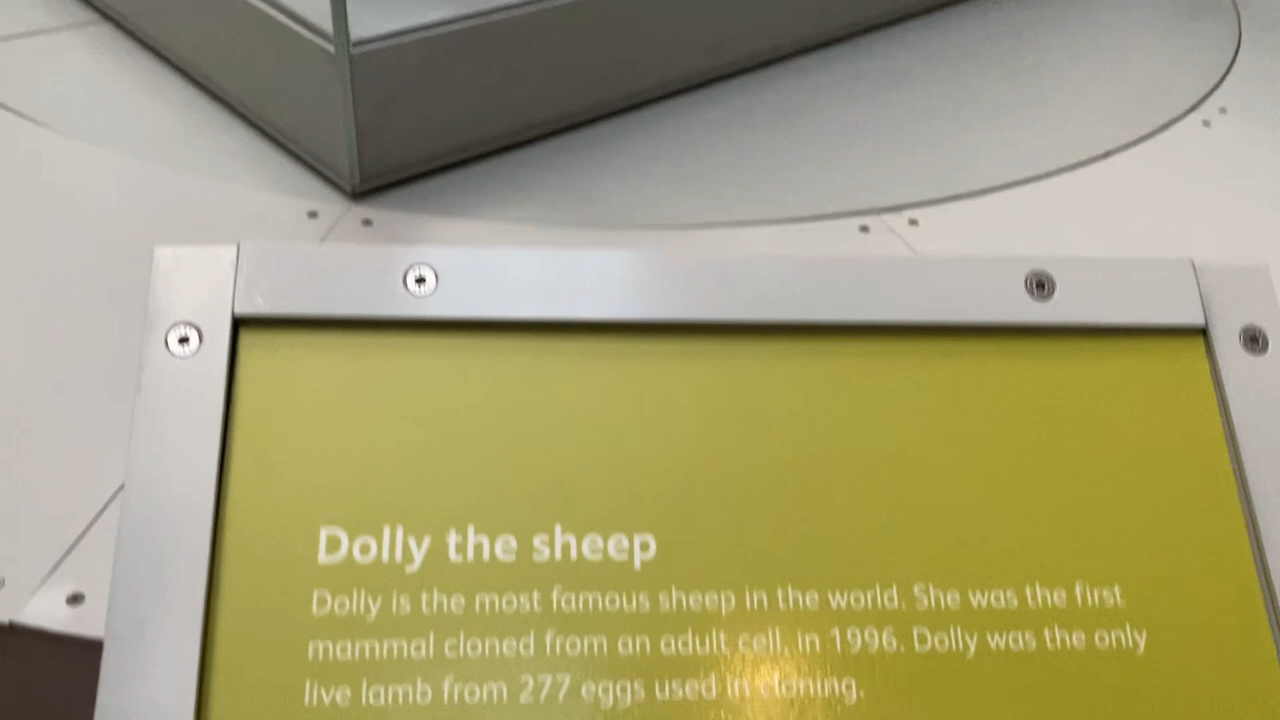 Dolly the sheep
Dolly is the most famous sheep in the world. She was the first
mammal cloned from an adult cell, in 1996. Dolly was the only
live lamb from 277 eggs used in cloning.